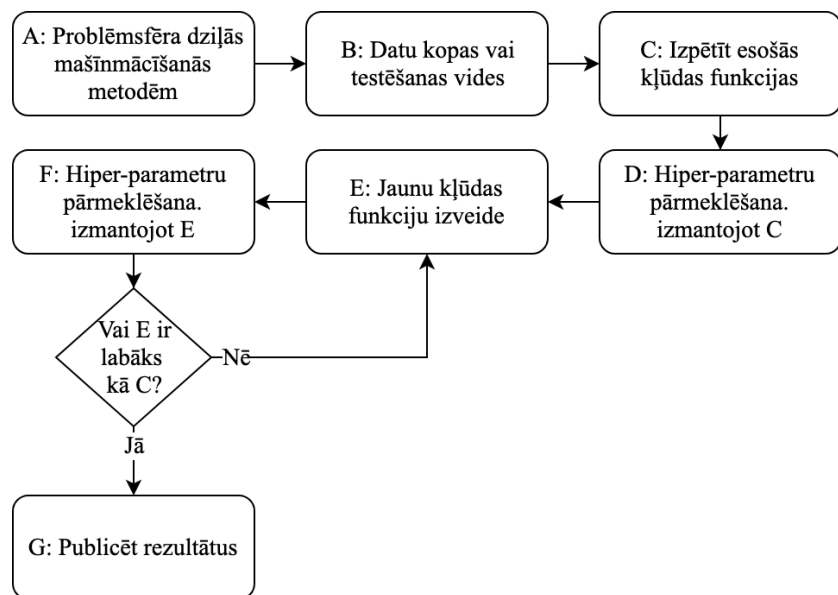 A: Problēmsfēra dziļās
mašīnmācīšanās
metodēm
B: Datu kopas vai
testēšanas vides
C: Izpētīt esošās
kļūdas funkcijas
D: Hiper-parametru
pārmeklēšana.
izmantojot C
E: Jaunu kļūdas
funkciju izveide
F: Hiper-parametru
pārmeklēšana.
izmantojot E
Vai E ir
labāks
kā C?
Nē
Jā
G: Publicēt rezultātus